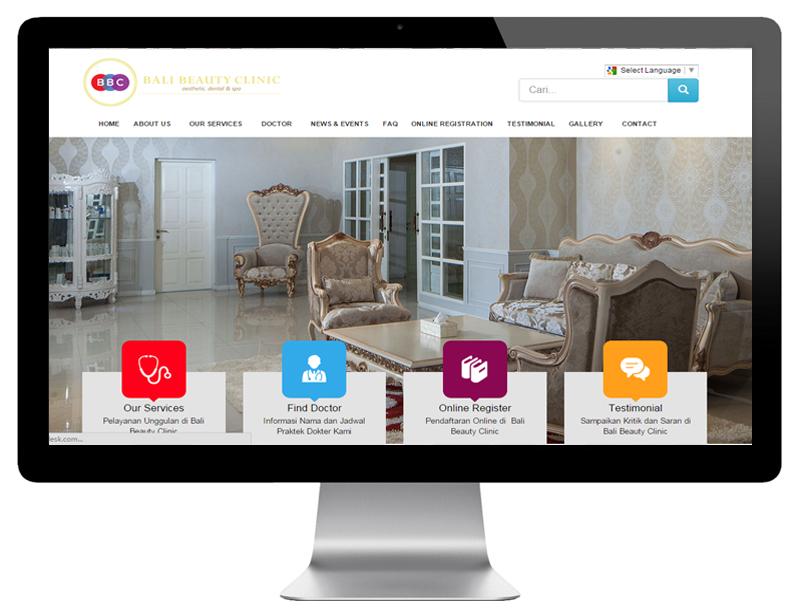 BBC
BALI BEAUTY CLINIC
aesthetic, dental & spa
Select Language ▼
Cari...
HOME ABOUT US OUR SERVICES DOCTOR NEWS & EVENTS FAQ ONLINE REGISTRATION TESTIMONIAL GALLERY CONTACT
Our Services
Pelayanan Unggulan di Bali
Beauty Clinic
Find Doctor
Informasi Nama dan Jadwal
Praktek Dokter Kami
Online Register
Pendaftaran Online di Bali
Beauty Clinic
Testimonial
Sampaikan Kritik dan Saran di
Bali Beauty Clinic
esk.com...